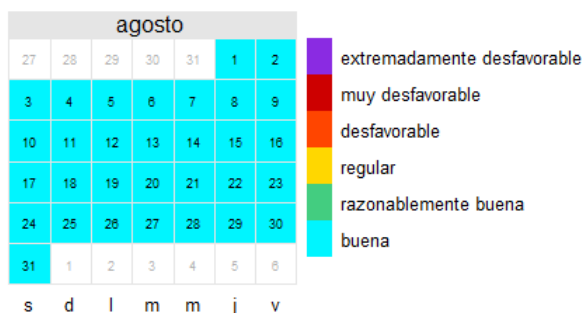 agosto
27 28 29 30 31 1 2
3 4 5 6 7 8 9
10 11 12 13 14 15 16
17 18 19 20 21 22 23
24 25 26 27 28 29 30
31 1 2 3 4 5 6
s d l m m j v
extremadamente desfavorable
muy desfavorable
desfavorable
regular
razonablemente buena
buena